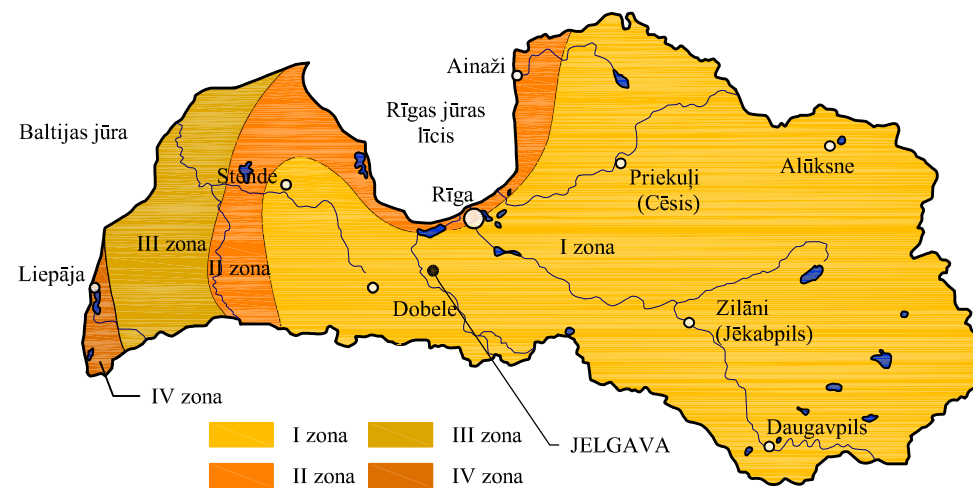 Ainaži
Baltijas jūra
Rīgas jūras
līcis
Alūksne
Stende
Priekuļi
(Cēsis)
Rīga
III zona
I zona
II zona
Liepāja
Dobele
Zilāni
(Jēkabpils)
IV zona
Daugavpils
I zona
III zona
JELGAVA
II zona
IV zona